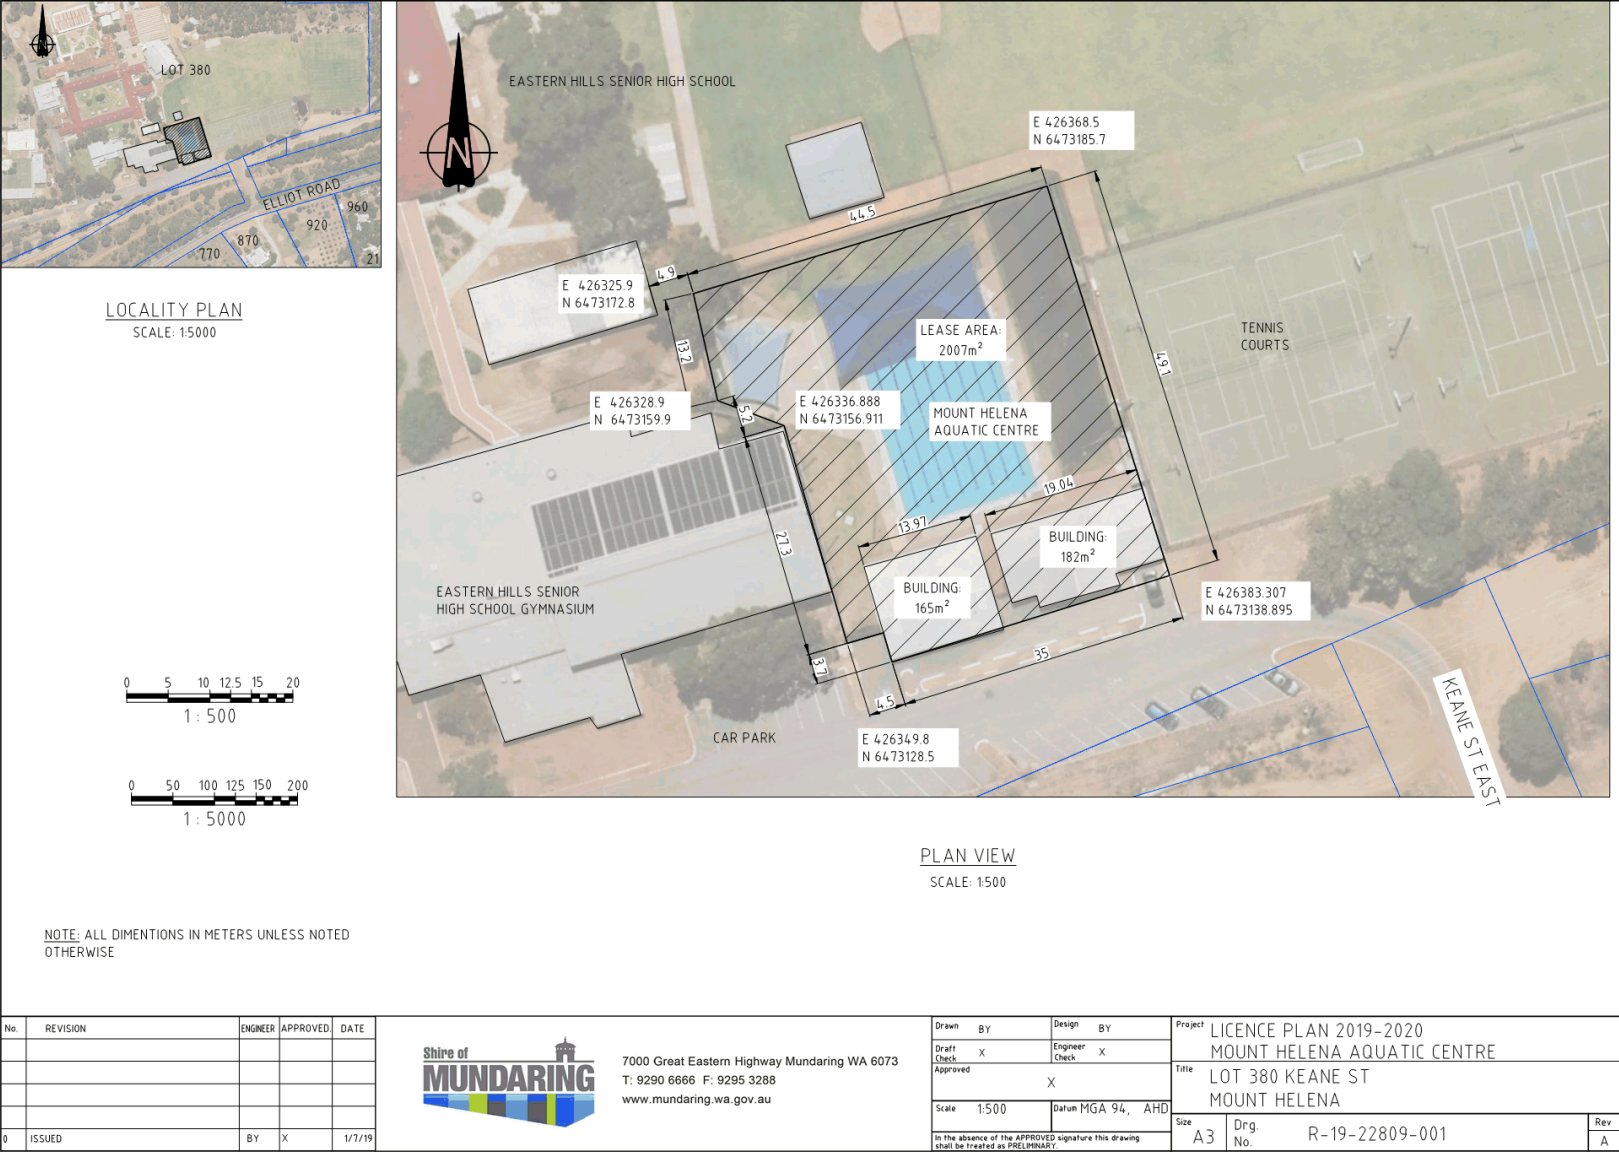 LOT 380
ELLIOT ROAD
960
920
870
770
21
LOCALITY PLAN
SCALE: 1:5000
N
EASTERN HILLS SENIOR HIGH SCHOOL
E 426368.5
N 6473185.7
44.5
4.9
E 426325.9
N 6473172.8
13.2
LEASE AREA:
2007m²
49.1
TENNIS
COURTS
E 426328.9
N 6473159.9
5.2
E 426336.888
N 6473156.911
MOUNT HELENA
AQUATIC CENTRE
19.04
13.97
27.3
BUILDING:
182m²
BUILDING:
165m²
EASTERN HILLS SENIOR
HIGH SCHOOL GYMNASIUM
E 426383.307
N 6473138.895
35
3.7
4.5
CAR PARK
E 426349.8
N 6473128.5
KEANE ST EAST
0 5 10 12.5 15 20
1 : 500
0 50 100 125 150 200
1 : 5000
PLAN VIEW
SCALE: 1:500
NOTE: ALL DIMENTIONS IN METERS UNLESS NOTED
OTHERWISE
No. REVISION ENGINEER APPROVED. DATE
0 ISSUED BY X 1/7/19
Shire of
MUNDARING
7000 Great Eastern Highway Mundaring WA 6073
T: 9290 6666 F: 9295 3288
www.mundaring.wa.gov.au
Drawn BY Design BY
Draft Check X Engineer Check X
Approved
X
Scale 1:500 Datum MGA 94, AHD
In the absence of the APPROVED signature this drawing
shall be treated as PRELIMINARY.
Project LICENCE PLAN 2019-2020
MOUNT HELENA AQUATIC CENTRE
Title LOT 380 KEANE ST
MOUNT HELENA
Size A3 Drg. No. R-19-22809-001 Rev A